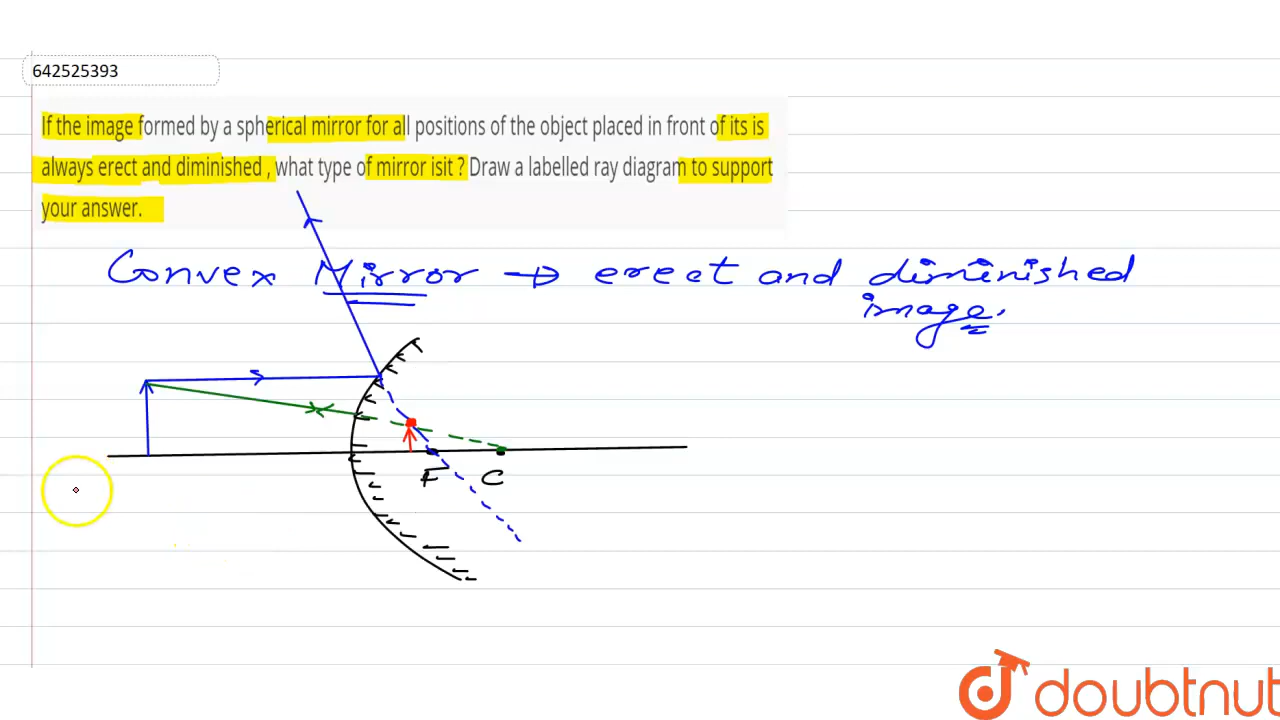 642525393
If the image formed by a spherical mirror for all positions of the object placed in front of its is
always erect and diminished , what type of mirror isit ? Draw a labelled ray diagram to support
your answer.
Convex Mirror → erect and diminished
image.
F C
doubtnut